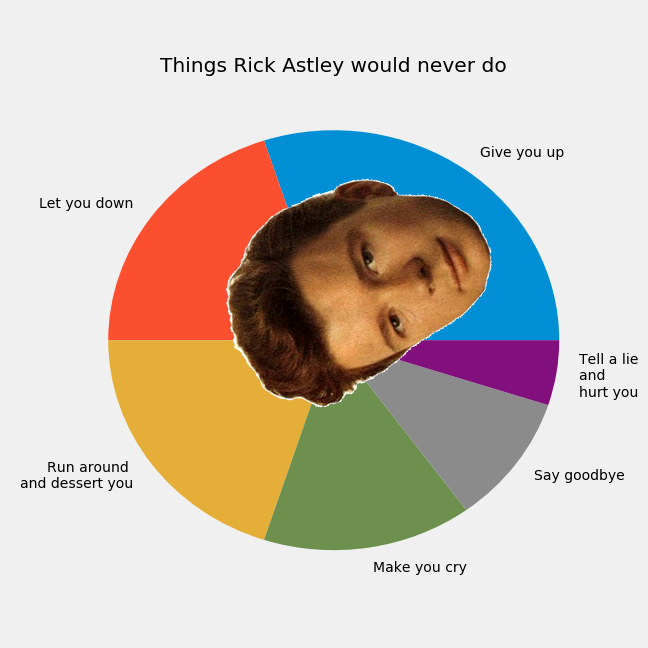 Things Rick Astley would never do
Give you up
Let you down
Tell a lie
and
hurt you
Run around
and dessert you
Say goodbye
Make you cry